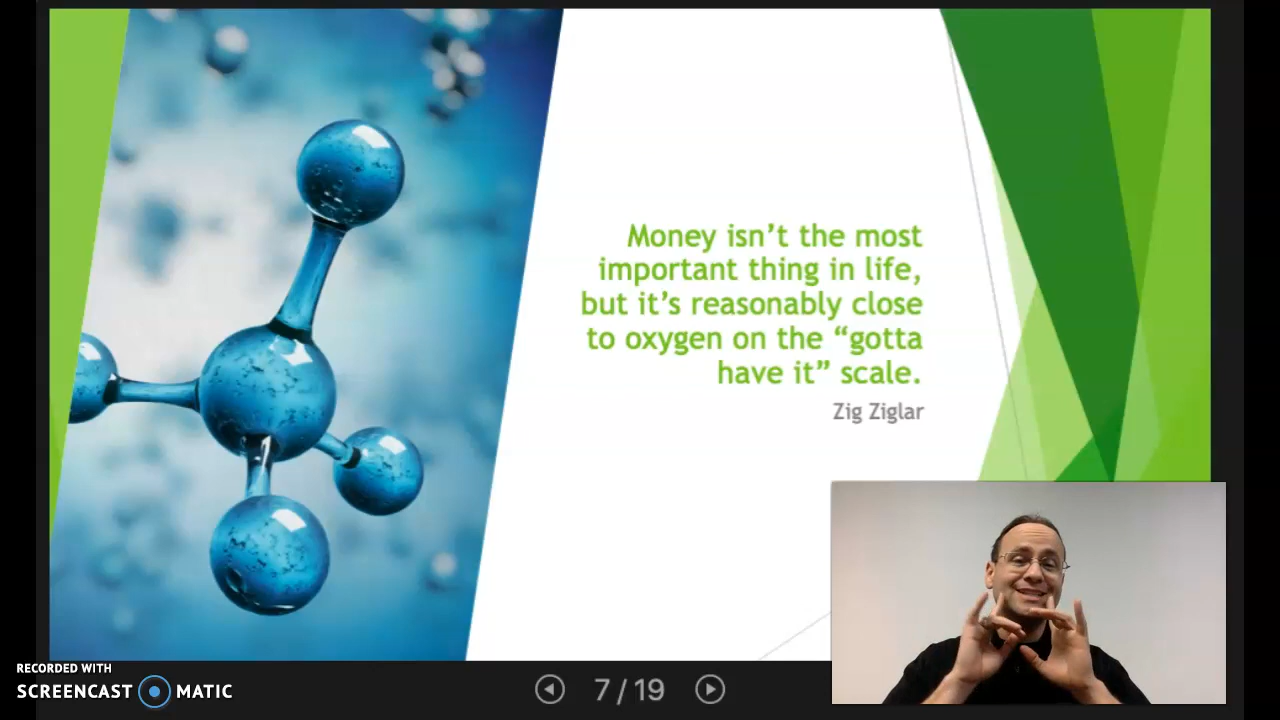 Money isn’t the most
important thing in life,
but it’s reasonably close
to oxygen on the “gotta
have it” scale.
Zig Ziglar
RECORDED WITH
SCREENCAST MATIC
7 / 19